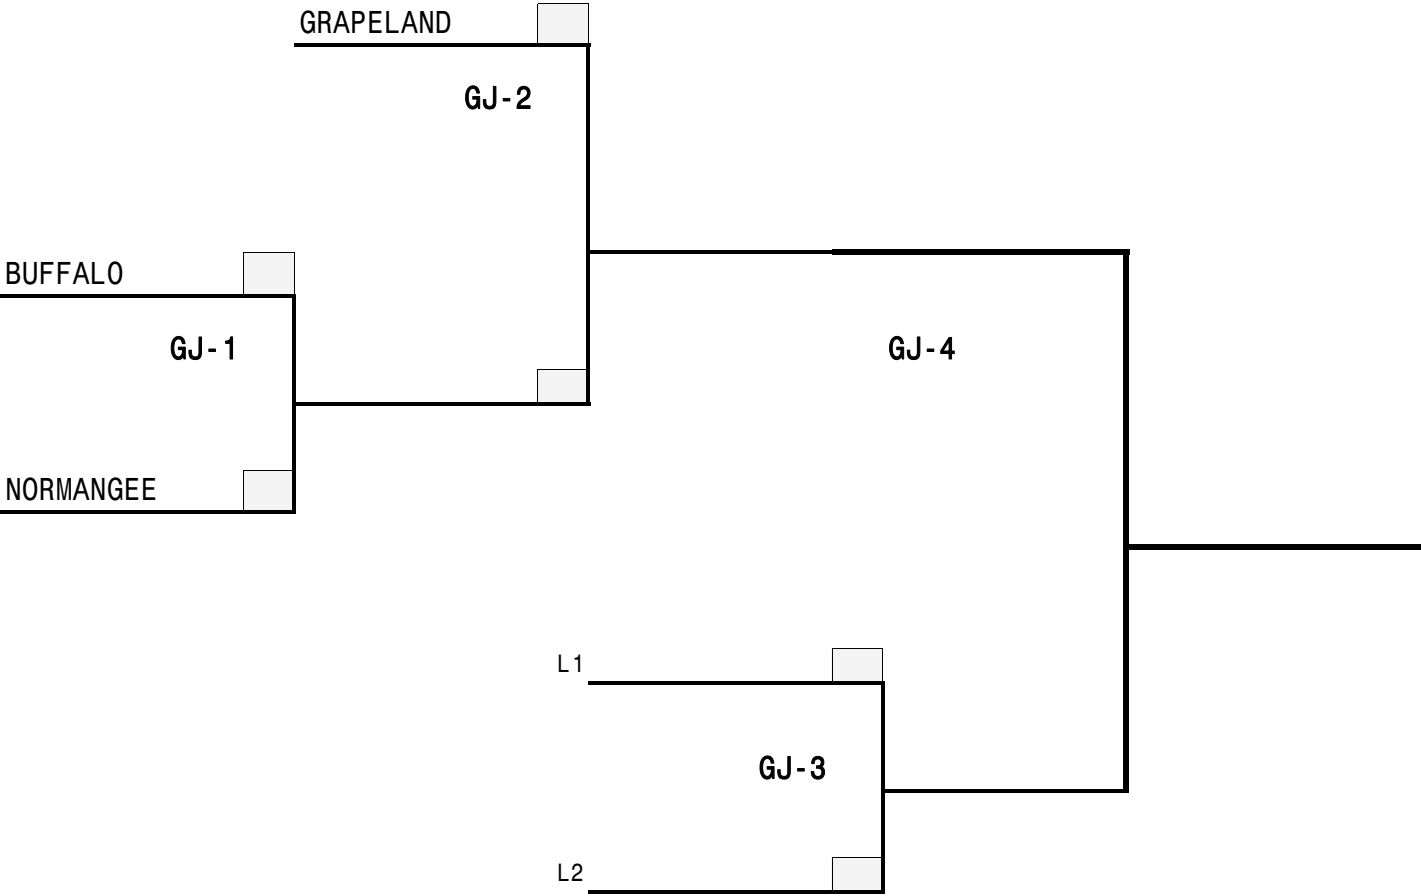 GRAPELAND
GJ-2
BUFFALO
GJ-1
GJ-4
NORMANGEE
L1
GJ-3
L2